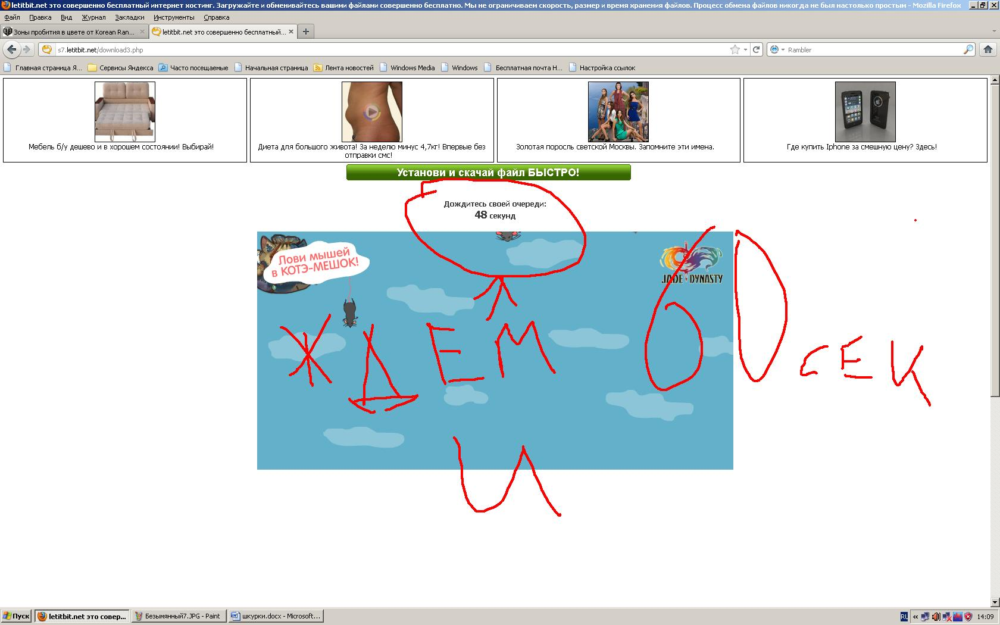 letitbit.net это совершенно бесплатный интернет хостинг. Загружайте и обменивайтесь вашими файлами совершенно бесплатно. Мы не ограничиваем скорость, размер и время хранения файлов. Процесс обмена файлов никогда не был настолько простым - Mozilla Firefox
Файл Правка Вид Журнал Закладки Инструменты Справка
Зоны пробития в цвете от Korean Ran... letitbit.net это совершенно бесплатный...
s7.letitbit.net/download3.php Rambler
Главная страница Я... Сервисы Яндекса Часто посещаемые Начальная страница Лента новостей Windows Media Windows Бесплатная почта H... Настройка ссылок
Мебель б/у дешево и в хорошем состоянии! Выбирай!
Диета для большого живота! За неделю минус 4,7кг! Впервые без
отправки смс!
Золотая поросль светской Москвы. Запомните эти имена.
Где купить Iphone за смешную цену? Здесь!
Установи и скачай файл БЫСТРО!
Дождитесь своей очереди:
48 секунд
Лови мышей
в КОТЭ-МЕШОК!
JADE DYNASTY
ЖДЕМ 60 сек
И
Пуск letitbit.net это совер... Безымянный7.JPG - Paint шкурки.docx - Microsoft... RU « 14:09